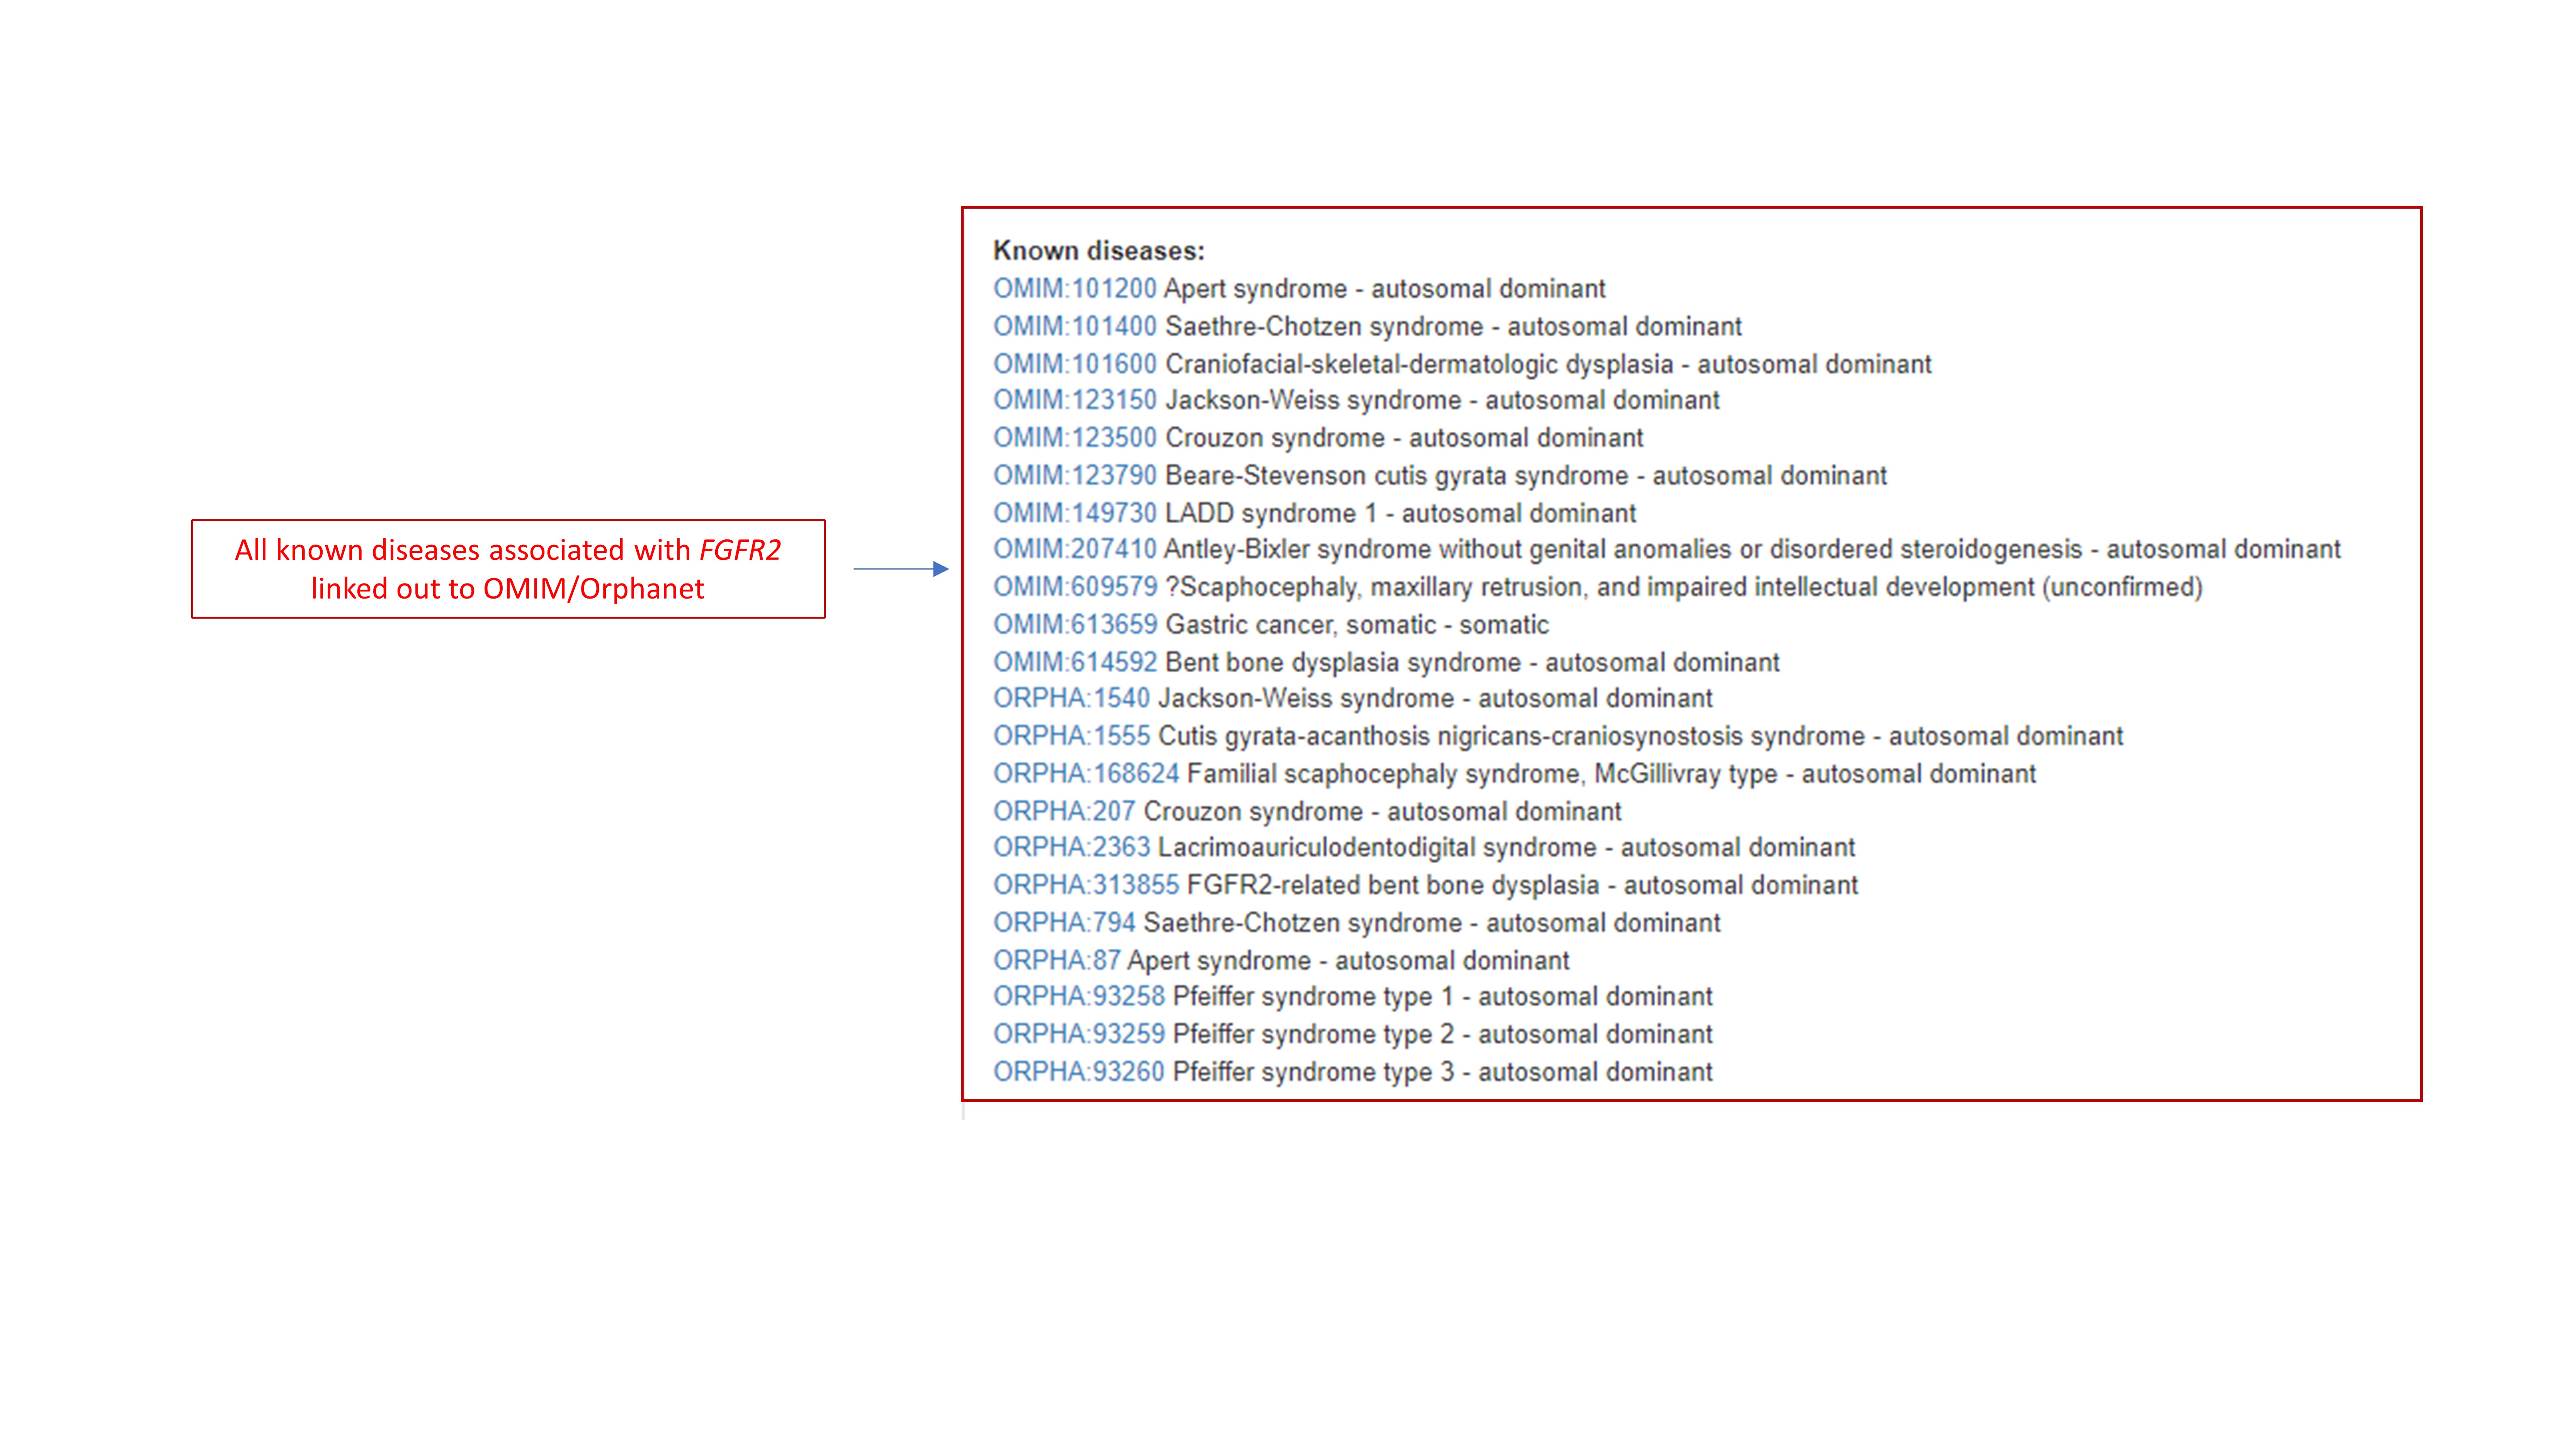 All known diseases associated with FGFR2
linked out to OMIM/Orphanet
Known diseases:
OMIM:101200 Apert syndrome - autosomal dominant
OMIM:101400 Saethre-Chotzen syndrome - autosomal dominant
OMIM:101600 Craniofacial-skeletal-dermatologic dysplasia - autosomal dominant
OMIM:123150 Jackson-Weiss syndrome - autosomal dominant
OMIM:123500 Crouzon syndrome - autosomal dominant
OMIM:123790 Beare-Stevenson cutis gyrata syndrome - autosomal dominant
OMIM:149730 LADD syndrome 1 - autosomal dominant
OMIM:207410 Antley-Bixler syndrome without genital anomalies or disordered steroidogenesis - autosomal dominant
OMIM:609579 ?Scaphocephaly, maxillary retrusion, and impaired intellectual development (unconfirmed)
OMIM:613659 Gastric cancer, somatic - somatic
OMIM:614592 Bent bone dysplasia syndrome - autosomal dominant
ORPHA:1540 Jackson-Weiss syndrome - autosomal dominant
ORPHA:1555 Cutis gyrata-acanthosis nigricans-craniosynostosis syndrome - autosomal dominant
ORPHA:168624 Familial scaphocephaly syndrome, McGillivray type - autosomal dominant
ORPHA:207 Crouzon syndrome - autosomal dominant
ORPHA:2363 Lacrimoauriculodentodigital syndrome - autosomal dominant
ORPHA:313855 FGFR2-related bent bone dysplasia - autosomal dominant
ORPHA:794 Saethre-Chotzen syndrome - autosomal dominant
ORPHA:87 Apert syndrome - autosomal dominant
ORPHA:93258 Pfeiffer syndrome type 1 - autosomal dominant
ORPHA:93259 Pfeiffer syndrome type 2 - autosomal dominant
ORPHA:93260 Pfeiffer syndrome type 3 - autosomal dominant